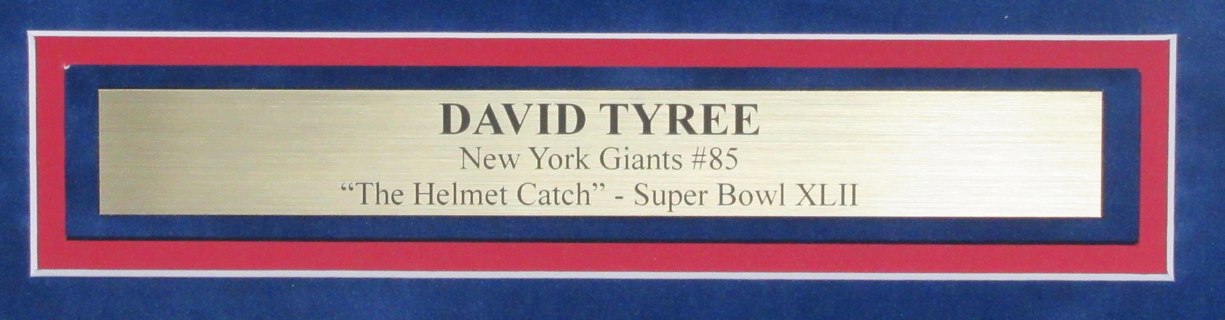 DAVID TYREE
New York Giants #85
“The Helmet Catch” - Super Bowl XLII